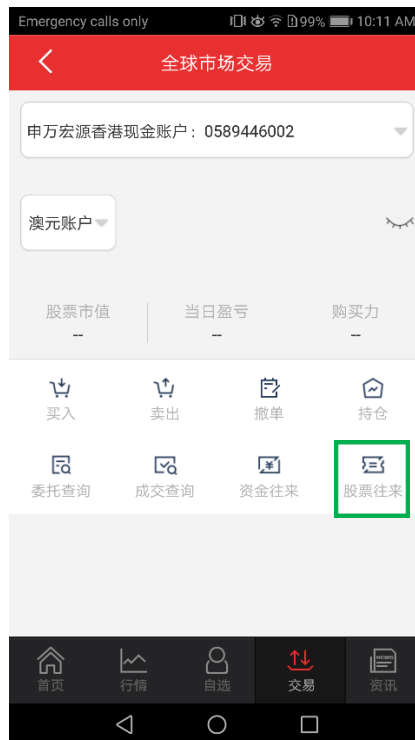 Emergency calls only 99% 10:11 AM
全球市场交易
申万宏源香港现金账户：0589446002
澳元账户
股票市值 当日盈亏 购买力
-- -- --
买入 卖出 撤单 持仓
委托查询 成交查询 资金往来 股票往来
首页 行情 自选 交易 资讯